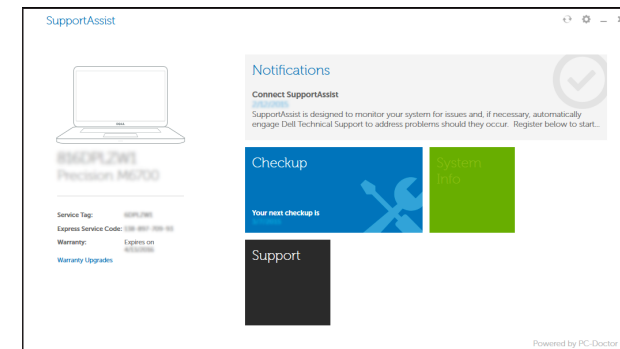 SupportAssist
Notifications
Connect SupportAssist
SupportAssist is designed to monitor your system for issues and, if necessary, automatically
engage Dell Technical Support to address problems should they occur. Register below to start...
Precision M6700
Checkup
System
Info
Your next checkup is
Service Tag:
Express Service Code:
Warranty: Expires on
Warranty Upgrades
Support
Powered by PC-Doctor